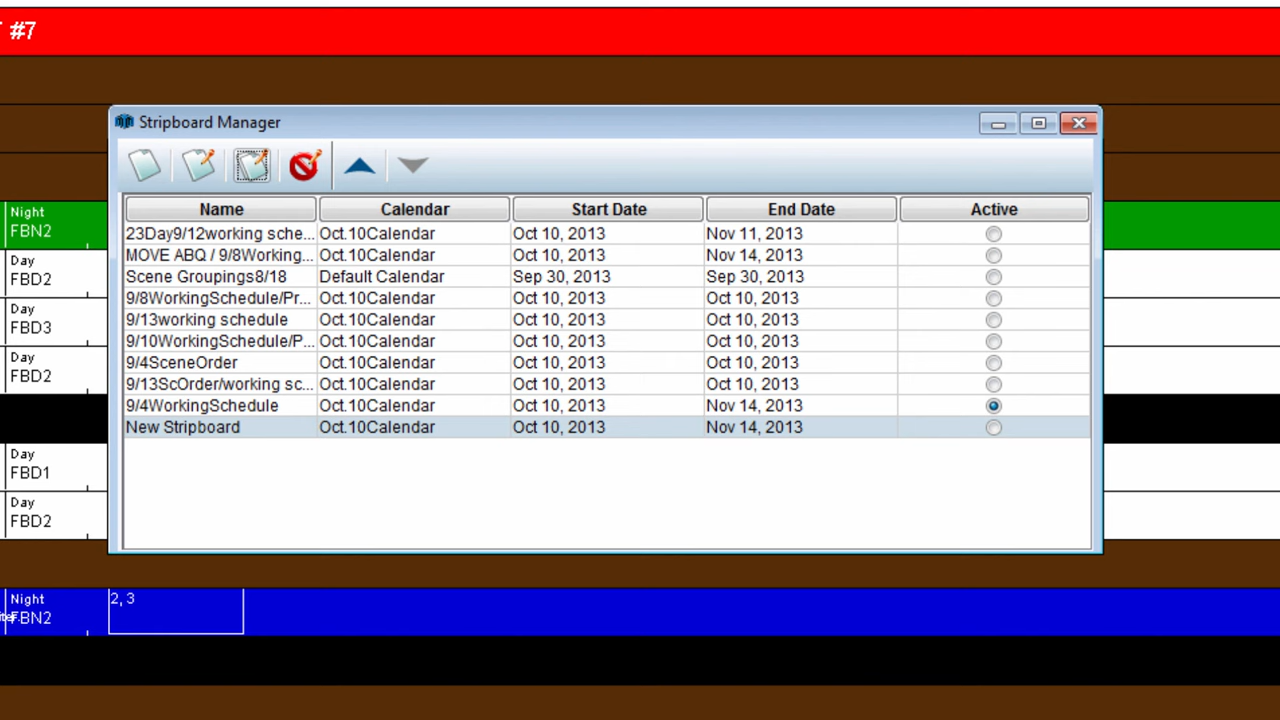 #7
Stripboard Manager
Name Calendar Start Date End Date Active
23Day9/12working sche... Oct.10Calendar Oct 10, 2013 Nov 11, 2013
MOVE ABQ / 9/8Working... Oct.10Calendar Oct 10, 2013 Nov 14, 2013
Scene Groupings8/18 Default Calendar Sep 30, 2013 Sep 30, 2013
9/8WorkingSchedule/Pr... Oct.10Calendar Oct 10, 2013 Oct 10, 2013
9/13working schedule Oct.10Calendar Oct 10, 2013 Oct 10, 2013
9/10WorkingSchedule/P... Oct.10Calendar Oct 10, 2013 Oct 10, 2013
9/4SceneOrder Oct.10Calendar Oct 10, 2013 Oct 10, 2013
9/13ScOrder/working sc... Oct.10Calendar Oct 10, 2013 Oct 10, 2013
9/4WorkingSchedule Oct.10Calendar Oct 10, 2013 Nov 14, 2013
New Stripboard Oct.10Calendar Oct 10, 2013 Nov 14, 2013
Night
FBN2
Day
FBD2
Day
FBD3
Day
FBD2
Day
FBD1
Day
FBD2
Night 2, 3
FBN2